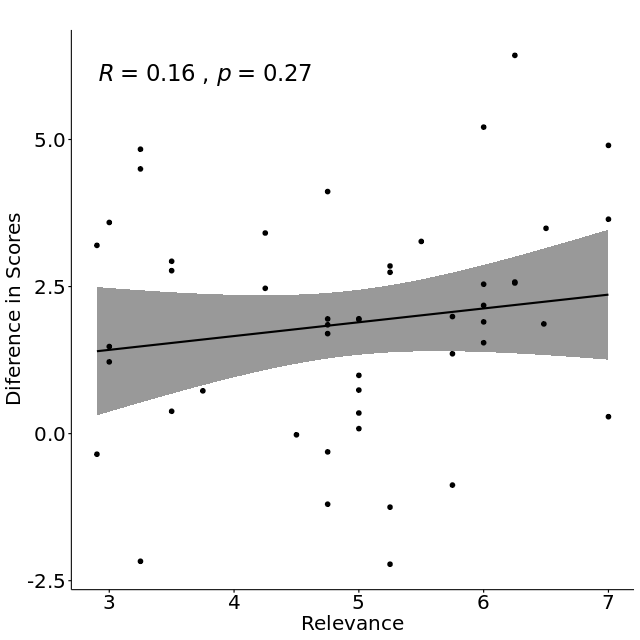 R = 0.16 , p = 0.27
Diference in Scores
5.0
2.5
0.0
-2.5
3 4 5 6 7
Relevance